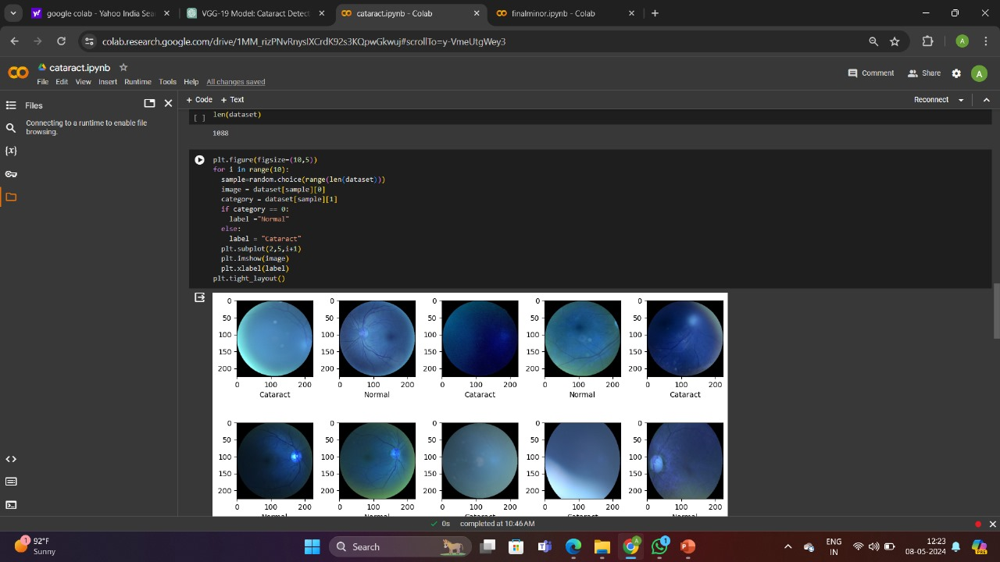 google colab - Yahoo India Sea
VGG-19 Model: Cataract Detect
cataract.ipynb - Colab
finalminor.ipynb - Colab
colab.research.google.com/drive/1MM_rizPNvRnysIXCrdK92s3KQpwGkwuj#scrollTo=y-VmeUtgWey3
A
cataract.ipynb
File Edit View Insert Runtime Tools Help All changes saved
Comment Share A
Files
+ Code + Text
Reconnect
Connecting to a runtime to enable file
browsing.
{x}
[ ] len(dataset)
1088
plt.figure(figsize=(10,5))
for i in range(10):
sample=random.choice(range(len(dataset)))
image = dataset[sample][0]
category = dataset[sample][1]
if category == 0:
label ="Normal"
else:
label = "Cataract"
plt.subplot(2,5,i+1)
plt.imshow(image)
plt.xlabel(label)
plt.tight_layout()
0 0 0 0 0
50 50 50 50 50
100 100 100 100 100
150 150 150 150 150
200 200 200 200 200
0 100 200 0 100 200 0 100 200 0 100 200 0 100 200
Cataract Normal Cataract Normal Cataract
0 0 0 0 0
50 50 50 50 50
100 100 100 100 100
150 150 150 150 150
200 200 200 200 200
0 100 200 0 100 200 0 100 200 0 100 200 0 100 200
Normal Normal Cataract Cataract Normal
0s completed at 10:46 AM
1
92°F
Sunny
Search
A
1
ENG
IN
12:23
08-05-2024
PRE